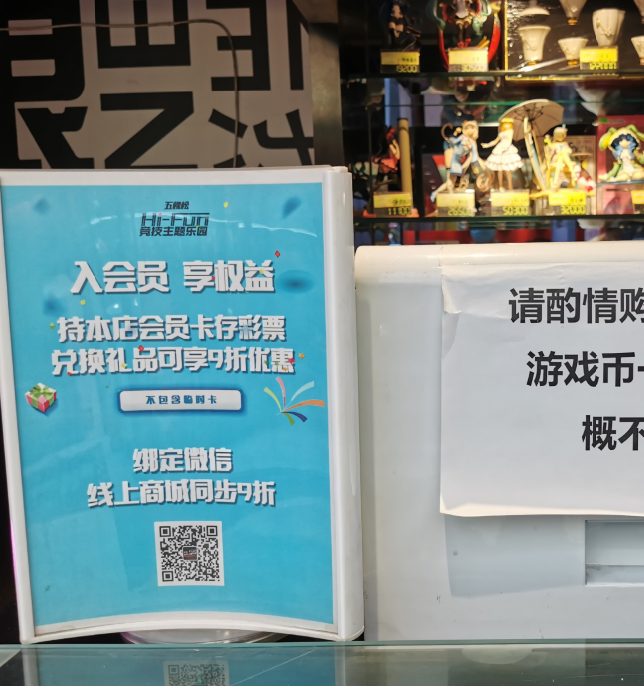 五棵松
Hi-Fun
竞技主题乐园
入会员 享权益
持本店会员卡存彩票
兑换礼品可享9折优惠
不包含临时卡
绑定微信
线上商城同步9折
请酌情购
游戏币
概不